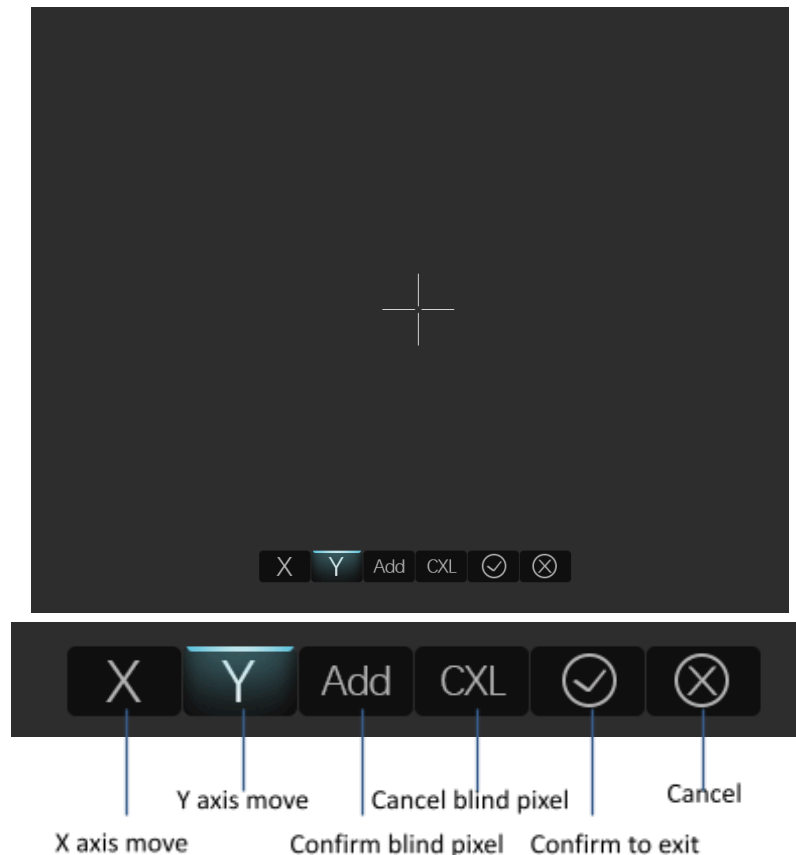 X Y Add CXL
X Y Add CXL
Y axis move Cancel blind pixel Cancel
X axis move Confirm blind pixel Confirm to exit